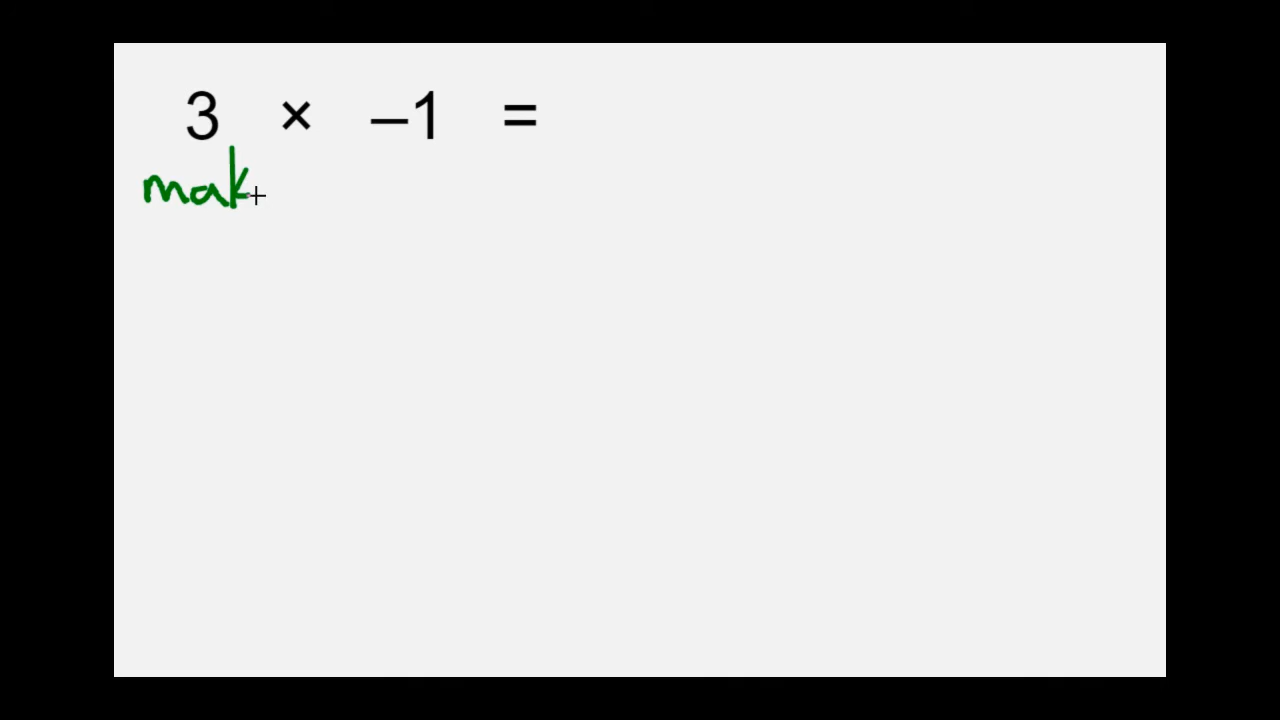 3 × –1 =
mak